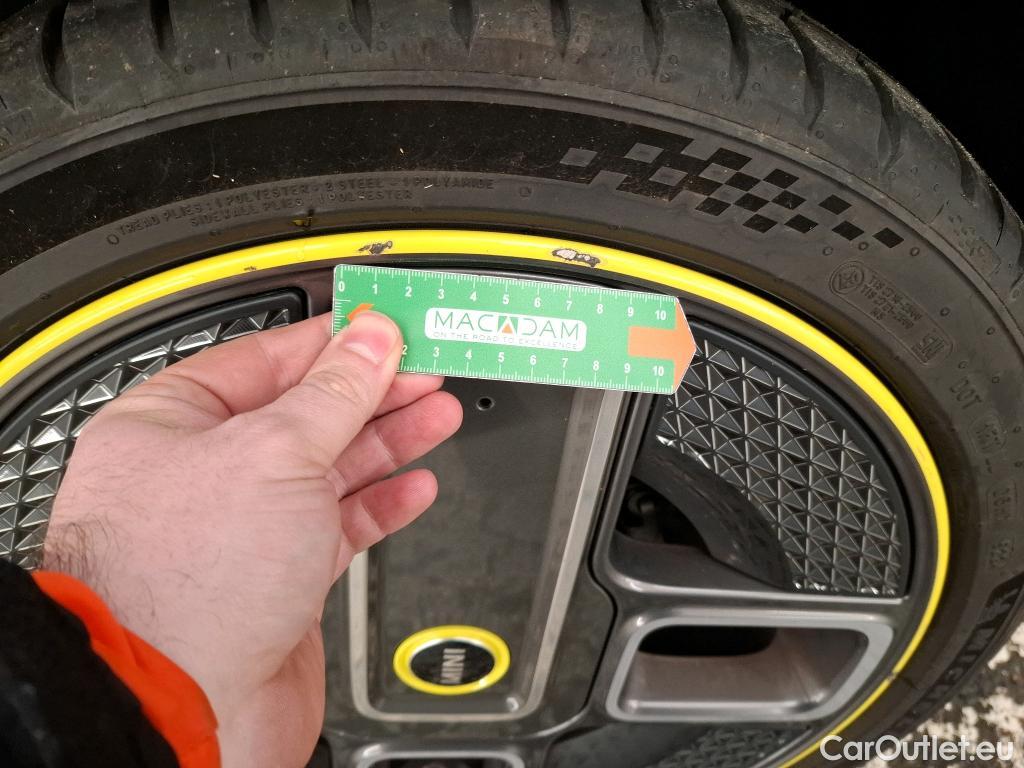 TREAD PLIES : 1 POLYESTER + 2 STEEL + 1 POLYAMIDE
SIDEWALL PLIES : 1 POLYESTER
0 1 2 3 4 5 6 7 8 9 10
MACADAM
ON THE ROAD TO EXCELLENCE
2 3 4 5 6 7 8 9 10
DOT
MINI
CarOutlet.eu